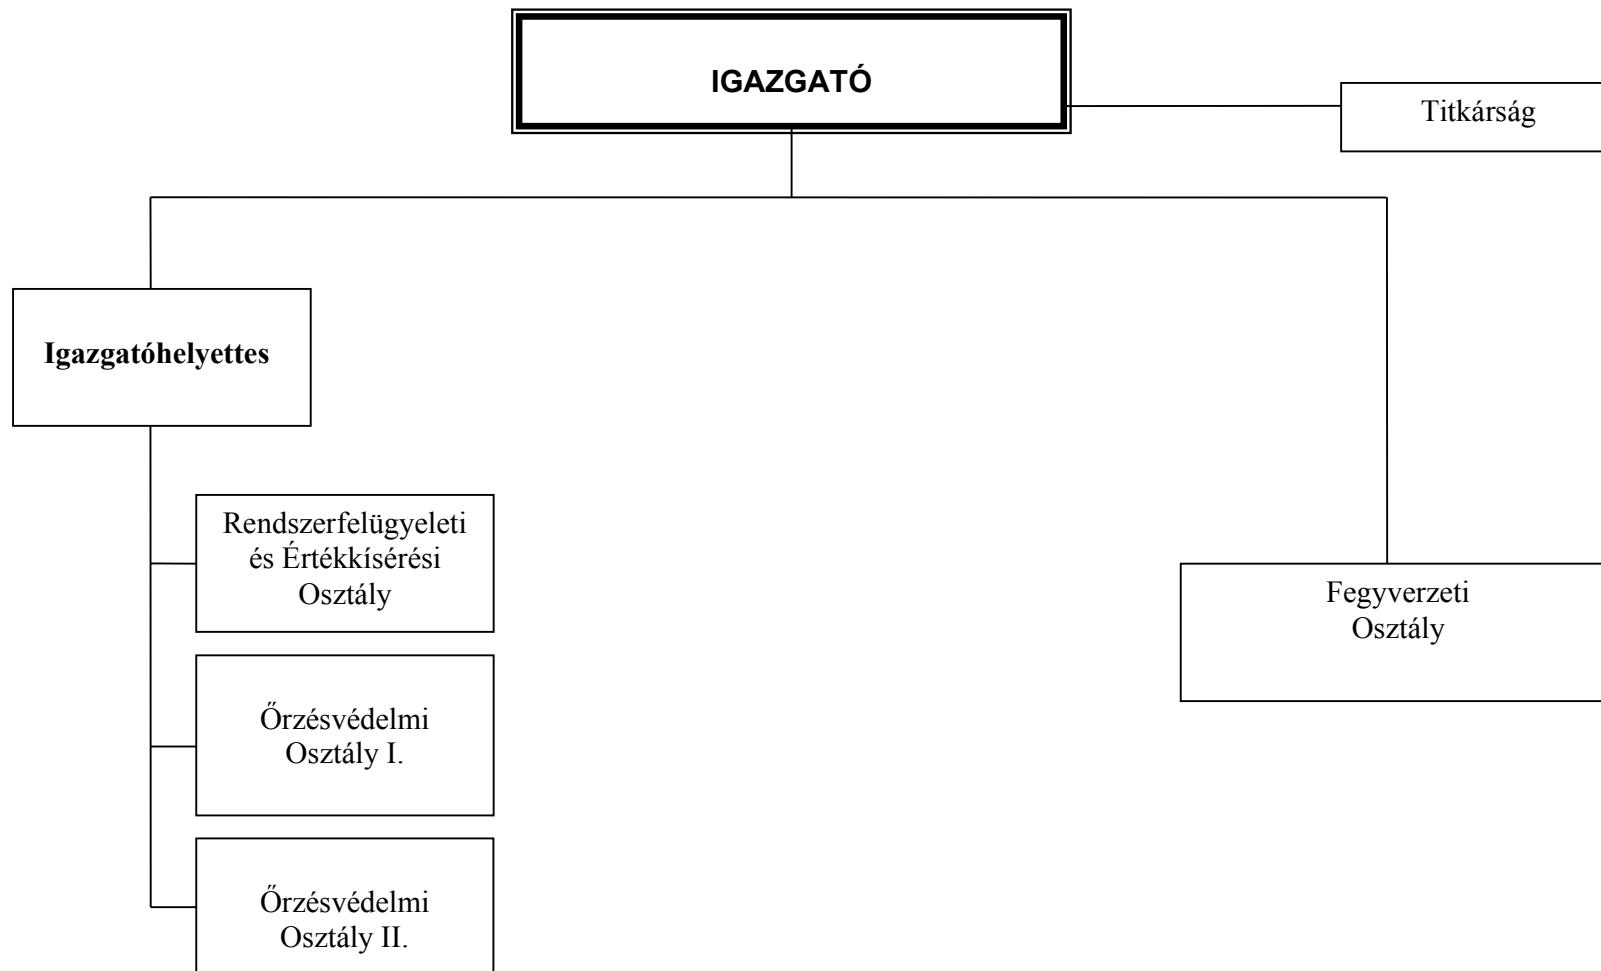 IGAZGATÓ
Titkárság
Igazgatóhelyettes
Rendszerfelügyeleti
és Értékkísérési
Osztály
Fegyverzeti
Osztály
Őrzésvédelmi
Osztály I.
Őrzésvédelmi
Osztály II.